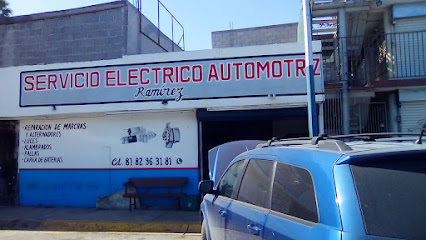 SERVICIO ELECTRICO AUTOMOTRIZ
Ramirez
- REPARACION DE MARCHAS
Y ALTERNADORES
- LUCES
- ALAMBRADOS
- FALLAS
- CARGA DE BATERIAS
Cel. 81 82 96 31 81